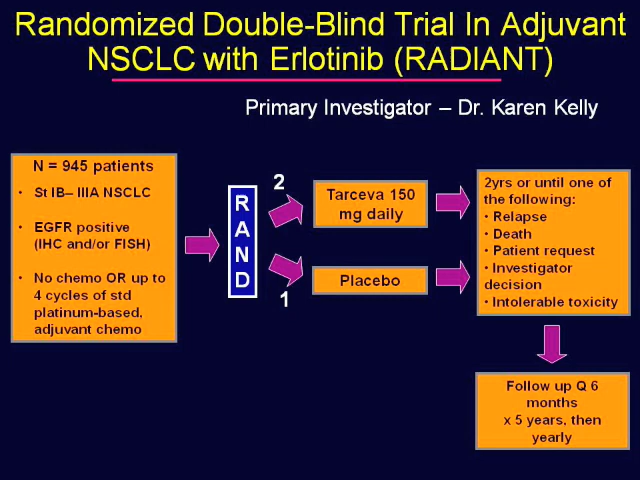 Randomized Double-Blind Trial In Adjuvant
NSCLC with Erlotinib (RADIANT)
Primary Investigator – Dr. Karen Kelly
N = 945 patients
• St IB– IIIA NSCLC
• EGFR positive
(IHC and/or FISH)
• No chemo OR up to
4 cycles of std
platinum-based,
adjuvant chemo
R
A
N
D
2
1
Tarceva 150
mg daily
Placebo
2yrs or until one of
the following:
• Relapse
• Death
• Patient request
• Investigator
decision
• Intolerable toxicity
Follow up Q 6
months
x 5 years, then
yearly